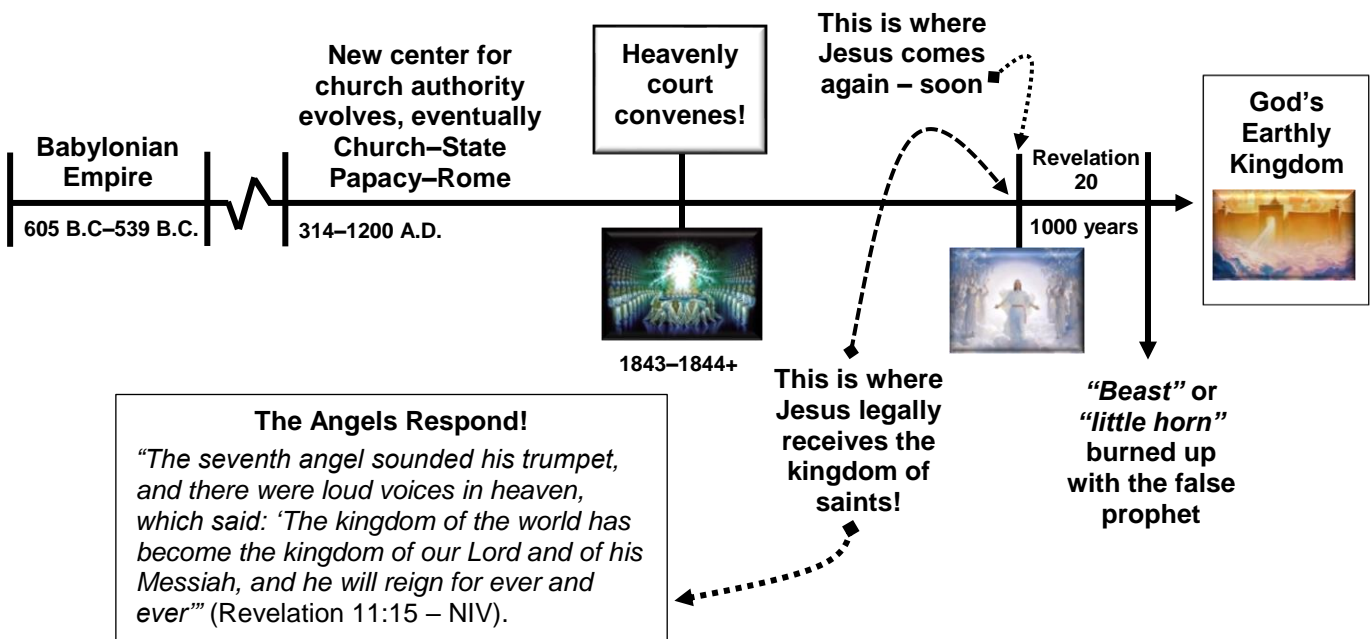 Babylonian
Empire
605 B.C–539 B.C.
New center for
church authority
evolves, eventually
Church–State
Papacy–Rome
314–1200 A.D.
Heavenly
court
convenes!
1843–1844+
This is where
Jesus comes
again – soon
Revelation
20
1000 years
God’s
Earthly
Kingdom
This is where
Jesus legally
receives the
kingdom of
saints!
“Beast” or
“little horn”
burned up
with the false
prophet
The Angels Respond!
“The seventh angel sounded his trumpet,
and there were loud voices in heaven,
which said: ‘The kingdom of the world has
become the kingdom of our Lord and of his
Messiah, and he will reign for ever and
ever’” (Revelation 11:15 – NIV).